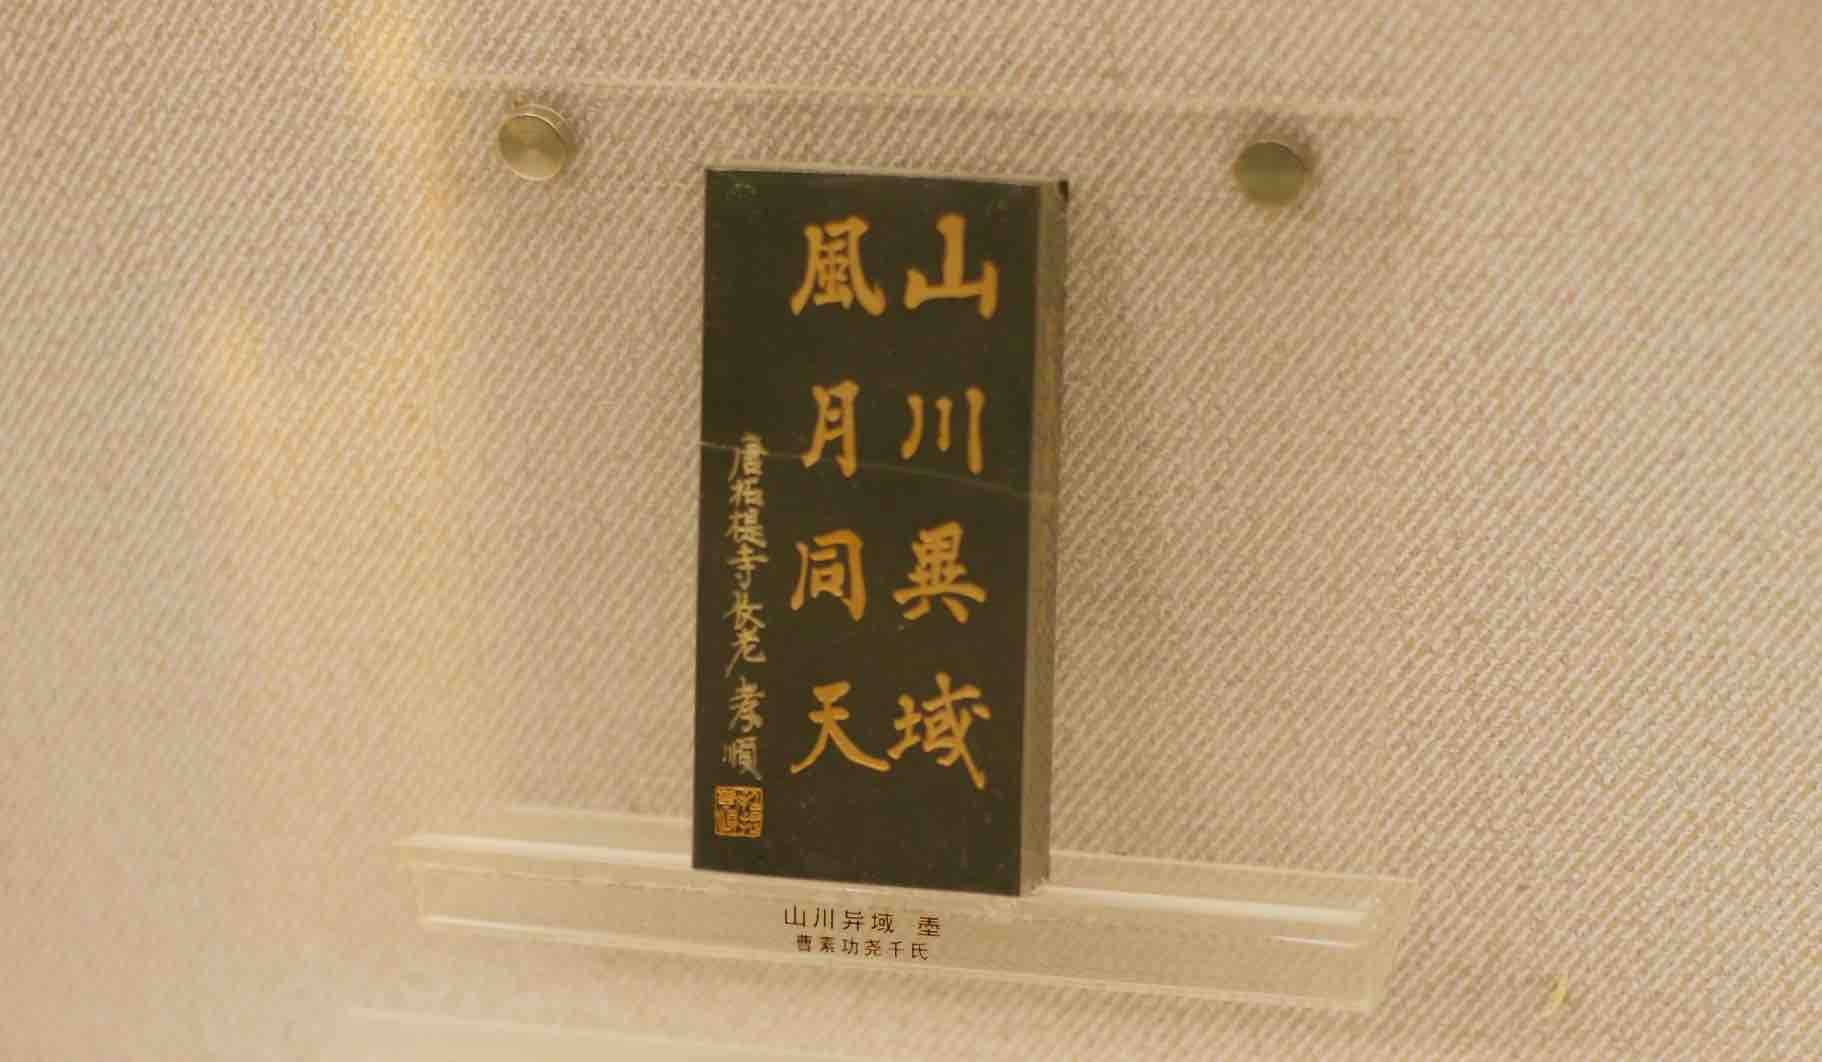 山川異域
風月同天
唐招提寺長老 孝順
山川异域 墨
曹素功尧千氏